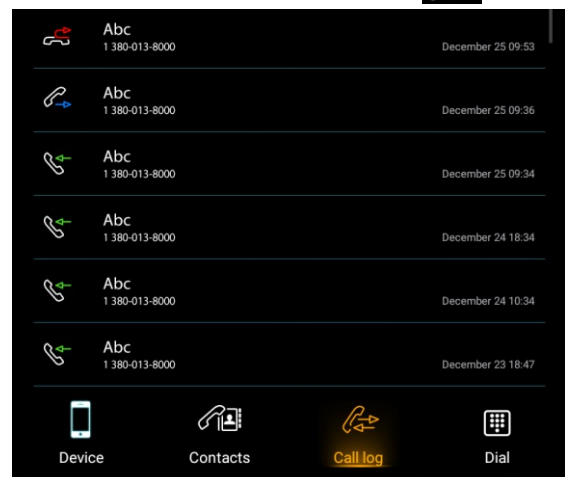 Abc
1 380-013-8000
December 25 09:53
Abc
1 380-013-8000
December 25 09:36
Abc
1 380-013-8000
December 25 09:34
Abc
1 380-013-8000
December 24 18:34
Abc
1 380-013-8000
December 24 10:34
Abc
1 380-013-8000
December 23 18:47
Device
Contacts
Call log
Dial